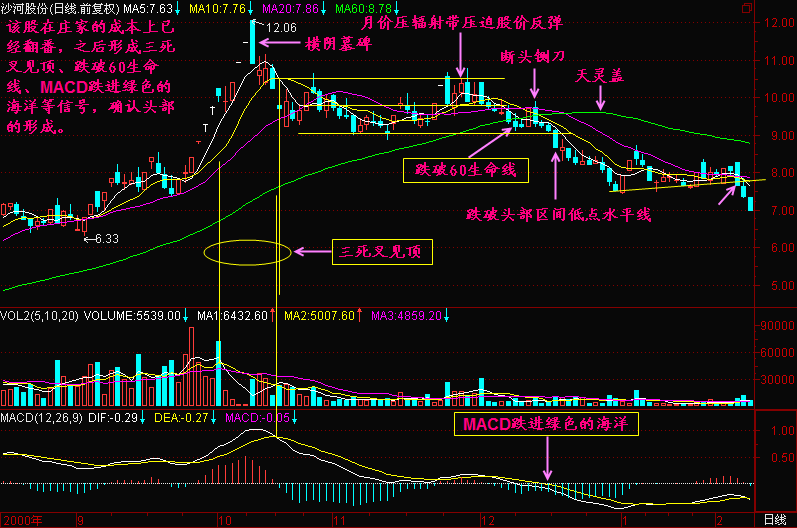 沙河股份(日线.前复权) MA5:7.63↓ MA10:7.76↓ MA20:7.86↓ MA60:8.78↓
该股在庄家的成本上已
经翻番,之后形成三死
叉见顶、跌破60生命
线、MACD跌进绿色的
海洋等信号,确认头部
的形成。
12.06
横阴墓碑
月价压辐射带压迫股价反弹
断头铡刀
天灵盖
跌破60生命线
跌破头部区间低点水平线
6.33
三死叉见顶
12.00
11.00
10.00
9.00
8.00
7.00
6.00
5.00
VOL2(5,10,20) VOLUME:5539.00↓ MA1:6432.60↑ MA2:5007.60↑ MA3:4859.20↓
90000
60000
30000
MACD(12,26,9) DIF:-0.29↓ DEA:-0.27↓ MACD:-0.05↓
MACD跌进绿色的海洋
1.00
0.50
2000年 9 10 11 12 1 2 日线